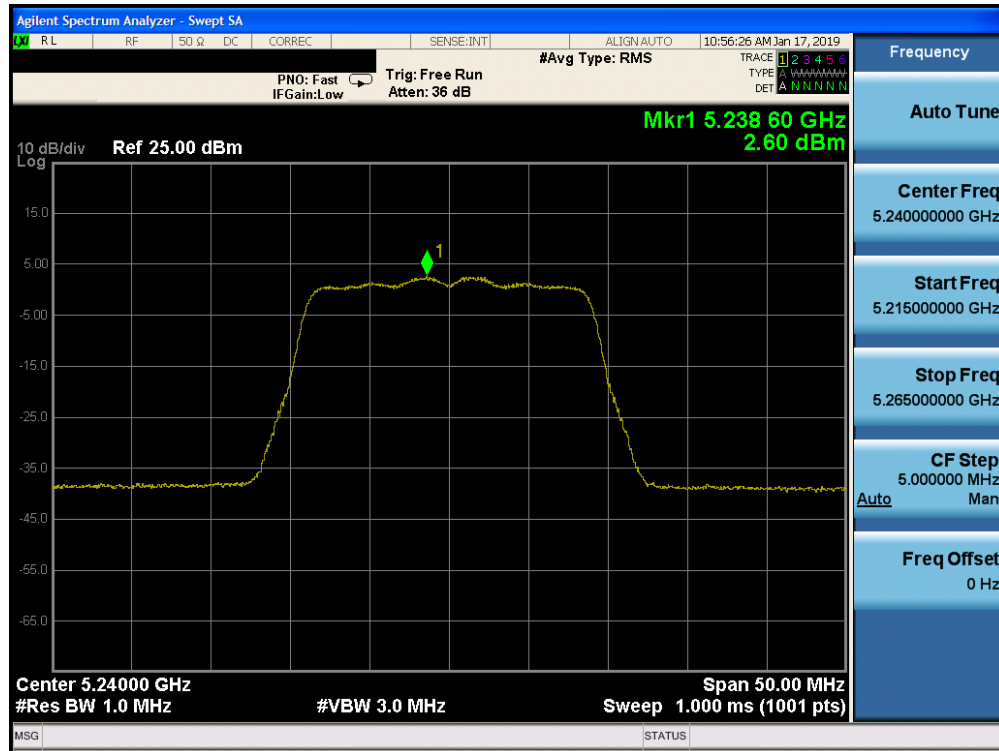 Agilent Spectrum Analyzer - Swept SA
LXI RL RF 50 Ω DC CORREC SENSE:INT ALIGN AUTO 10:56:26 AM Jan 17, 2019
Frequency
#Avg Type: RMS
TRACE 1 2 3 4 5 6
TYPE A WWWWW
DET A N N N N N
PNO: Fast
IFGain:Low
Trig: Free Run
Atten: 36 dB
Auto Tune
Mkr1 5.238 60 GHz
2.60 dBm
10 dB/div
Log
Ref 25.00 dBm
15.0
5.00
-5.00
-15.0
-25.0
-35.0
-45.0
-55.0
-65.0
1
Center Freq
5.240000000 GHz
Start Freq
5.215000000 GHz
Stop Freq
5.265000000 GHz
CF Step
5.000000 MHz
Auto Man
Freq Offset
0 Hz
Center 5.24000 GHz
Span 50.00 MHz
#Res BW 1.0 MHz
#VBW 3.0 MHz
Sweep 1.000 ms (1001 pts)
MSG
STATUS